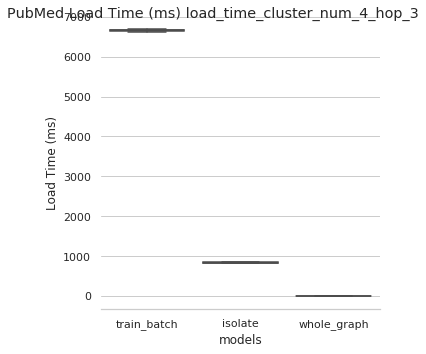 PubMed Load Time (ms) load_time_cluster_num_4_hop_3
7000
6000
5000
4000
3000
2000
1000
0
Load Time (ms)
train_batch isolate whole_graph
models